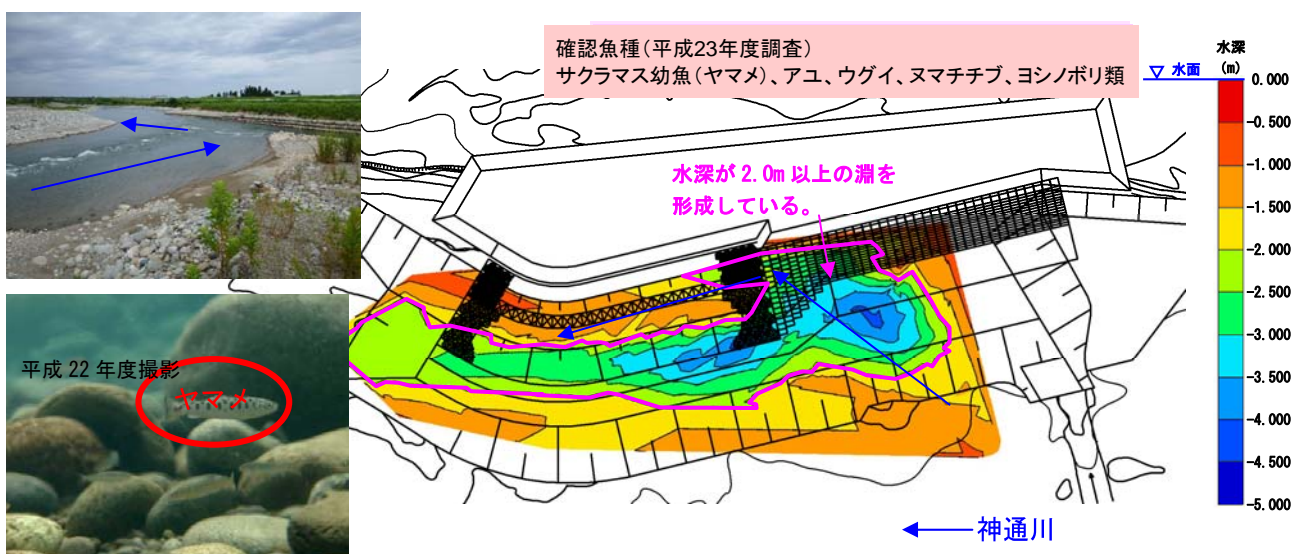 確認魚種(平成23年度調査)
サクラマス幼魚(ヤマメ)、アユ、ウグイ、ヌマチチブ、ヨシノボリ類
水深が2.0m以上の淵を
形成している。
平成22年度撮影
ヤマメ
水深
(m)
▽ 水面
0.000
-0.500
-1.000
-1.500
-2.000
-2.500
-3.000
-3.500
-4.000
-4.500
-5.000
神通川